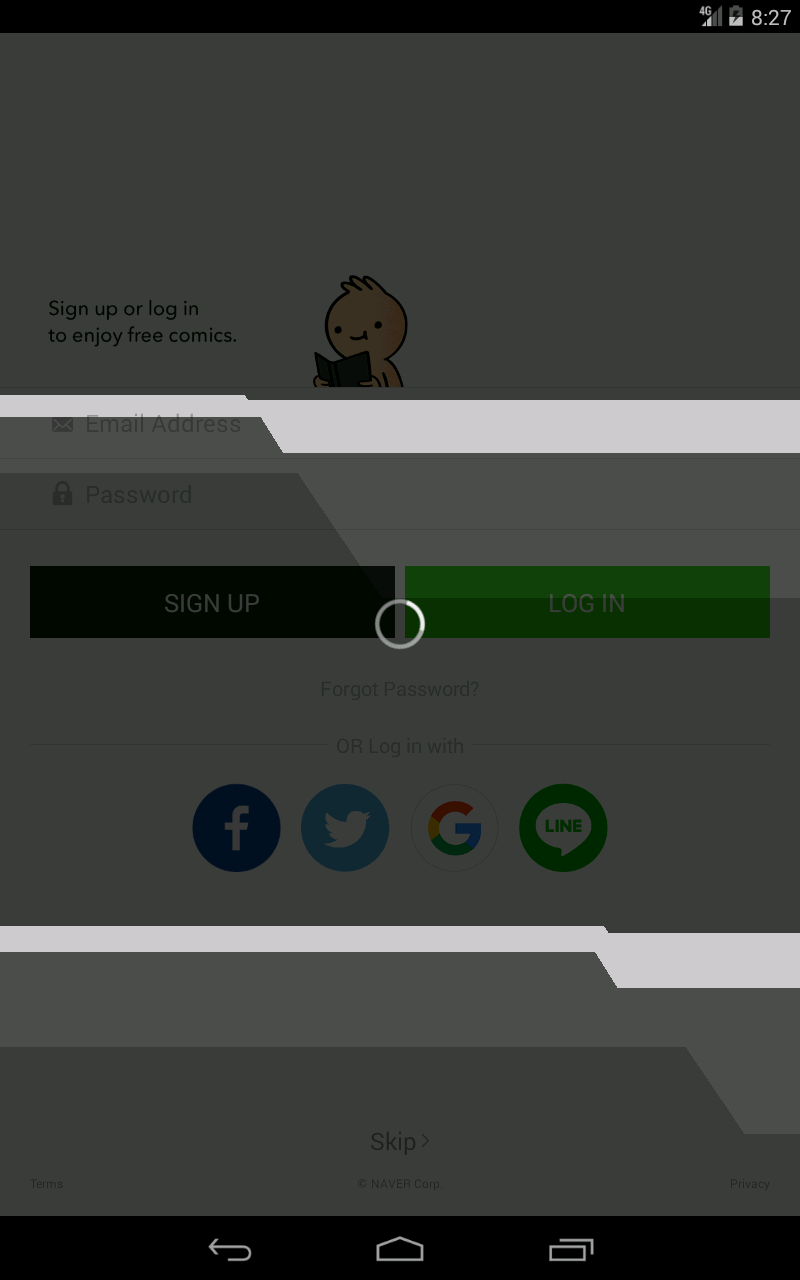 4G 8:27
Sign up or log in
to enjoy free comics.
Email Address
Password
SIGN UP
LOG IN
Forgot Password?
OR Log in with
LINE
Skip
Terms
© NAVER Corp.
Privacy